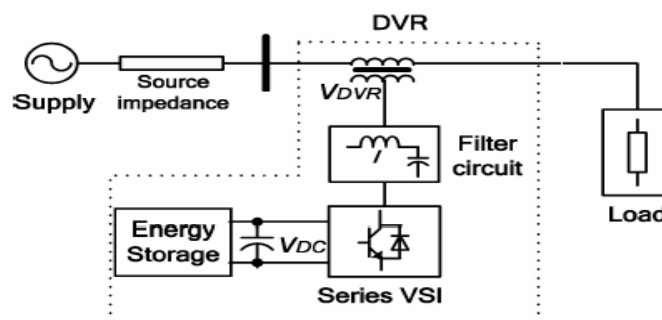 DVR
Supply
Source
impedance
VDVR
Filter
circuit
Load
Energy
Storage
VDC
Series VSI